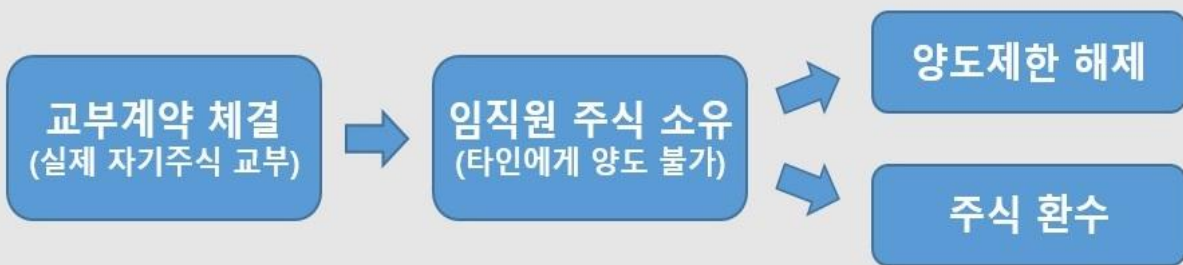 교부계약 체결
(실제 자기주식 교부)
임직원 주식 소유
(타인에게 양도 불가)
양도제한 해제
주식 환수